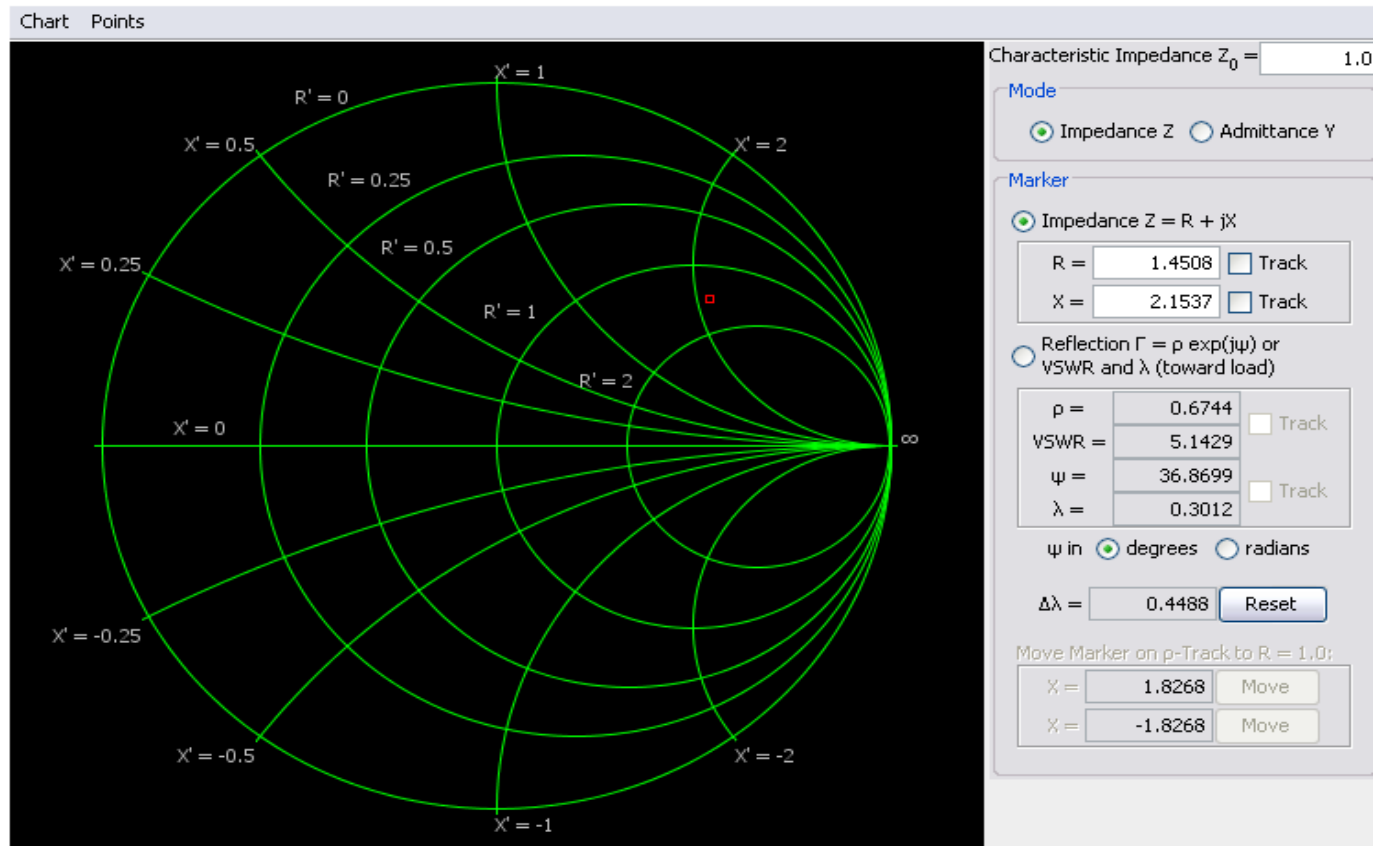 Chart Points
X' = 1
R' = 0
X' = 0.5
X' = 2
R' = 0.25
R' = 0.5
X' = 0.25
R' = 1
R' = 2
X' = 0
∞
X' = -0.25
X' = -0.5
X' = -2
X' = -1
Characteristic Impedance Z₀ = 1.0
Mode
Impedance Z Admittance Y
Marker
Impedance Z = R + jX
R = 1.4508 Track
X = 2.1537 Track
Reflection Γ = ρ exp(jψ) or
VSWR and λ (toward load)
ρ = 0.6744
Track
VSWR = 5.1429
ψ = 36.8699
Track
λ = 0.3012
ψ in degrees radians
Δλ = 0.4488 Reset
Move Marker on ρ-Track to R = 1.0:
X = 1.8268 Move
X = -1.8268 Move